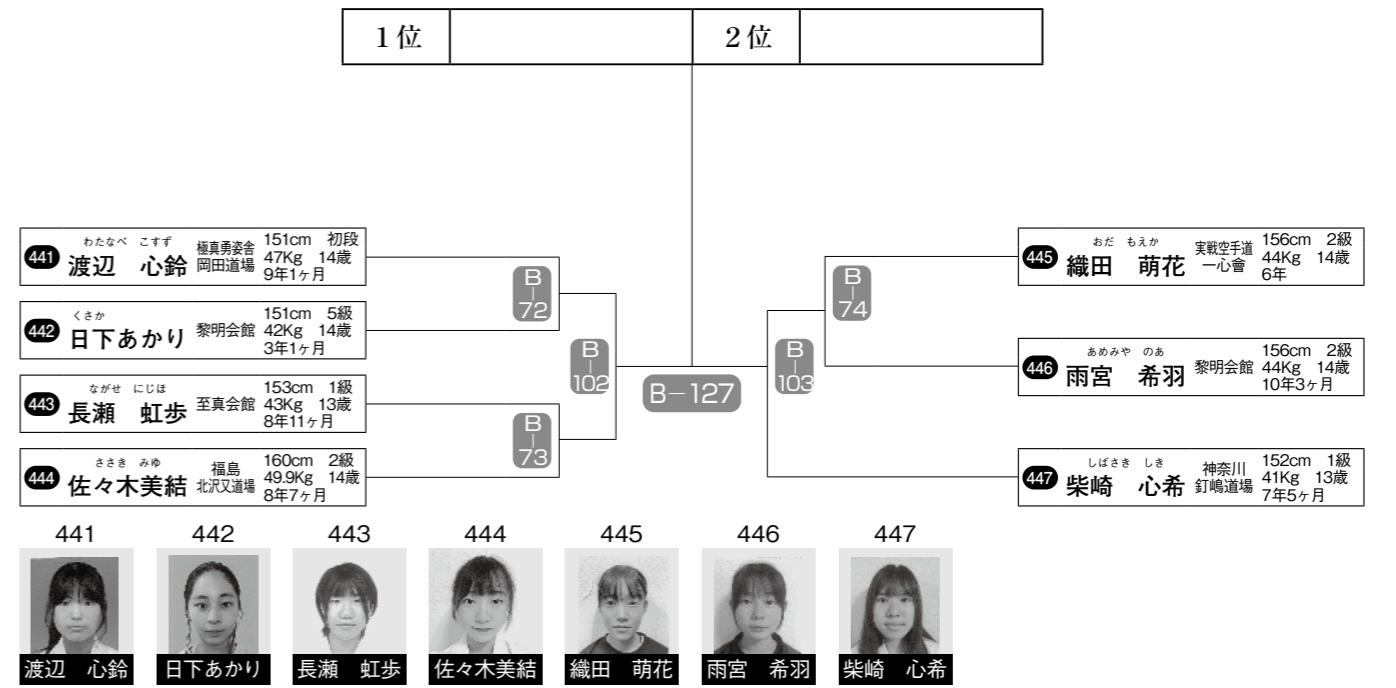 1位
2位
441
わたなべ こすず
渡辺 心鈴
極真勇姿舎
岡田道場
151cm 初段
47Kg 14歳
9年1ヶ月
442
くさか
日下あかり
黎明会館
151cm 5級
42Kg 14歳
3年1ヶ月
443
ながせ にじほ
長瀬 虹歩
至真会館
153cm 1級
43Kg 13歳
8年11ヶ月
444
ささき みゆ
佐々木美結
福島
北沢又道場
160cm 2級
49.9Kg 14歳
8年7ヶ月
B-72
B-73
B-102
B-127
B-103
B-74
445
おだ もえか
織田 萌花
実戦空手道
一心會
156cm 2級
44Kg 14歳
6年
446
あめみや のあ
雨宮 希羽
黎明会館
156cm 2級
44Kg 14歳
10年3ヶ月
447
しばさき しき
柴崎 心希
神奈川
釘嶋道場
152cm 1級
41Kg 13歳
7年5ヶ月
441 442 443 444 445 446 447
渡辺 心鈴 日下あかり 長瀬 虹歩 佐々木美結 織田 萌花 雨宮 希羽 柴崎 心希